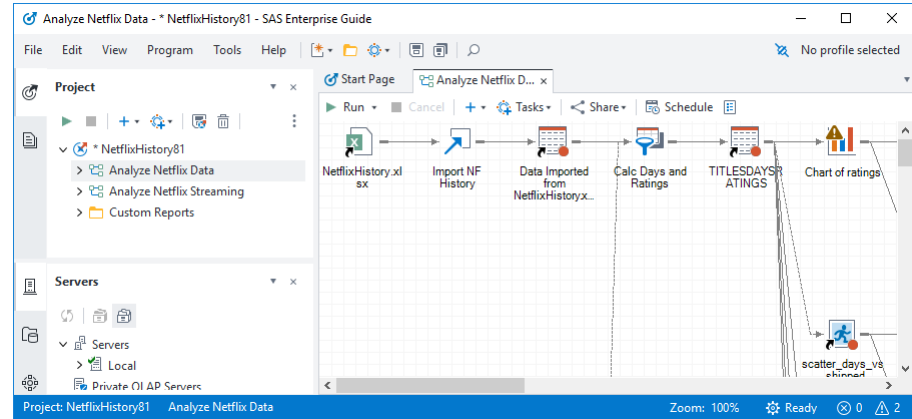 Analyze Netflix Data - * NetflixHistory81 - SAS Enterprise Guide
File Edit View Program Tools Help
No profile selected
Project
* NetflixHistory81
Analyze Netflix Data
Analyze Netflix Streaming
Custom Reports
Servers
Servers
Local
Private OLAP Servers
Start Page
Analyze Netflix D...
Run Cancel Tasks Share Schedule
NetflixHistory.xl
sx
Import NF
History
Data Imported
from
NetflixHistory.x...
Calc Days and
Ratings
TITLESDAYSR
ATINGS
Chart of ratings
scatter_days_vs
shipped
Project: NetflixHistory81 Analyze Netflix Data Zoom: 100% Ready 0 2